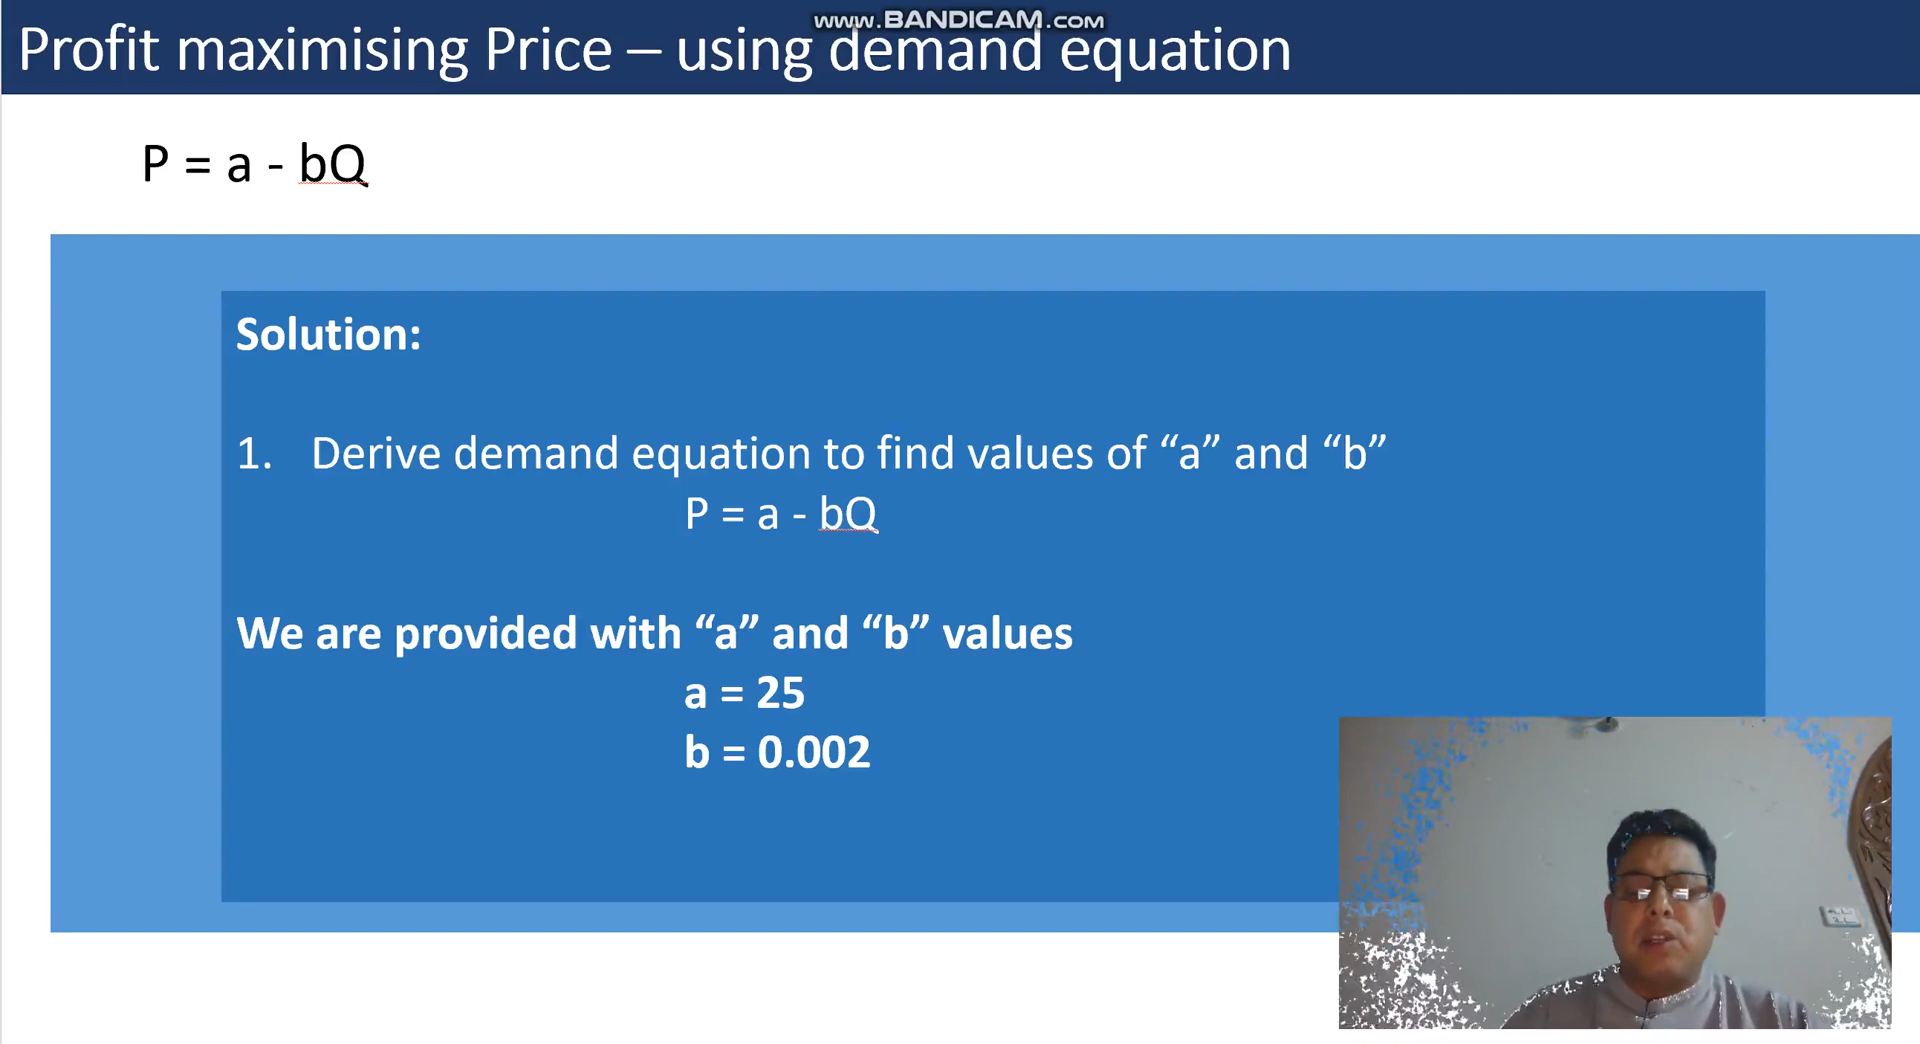 www.BANDICAM.com
Profit maximising Price – using demand equation
P = a - bQ
Solution:
1. Derive demand equation to find values of “a” and “b”
P = a - bQ
We are provided with “a” and “b” values
a = 25
b = 0.002